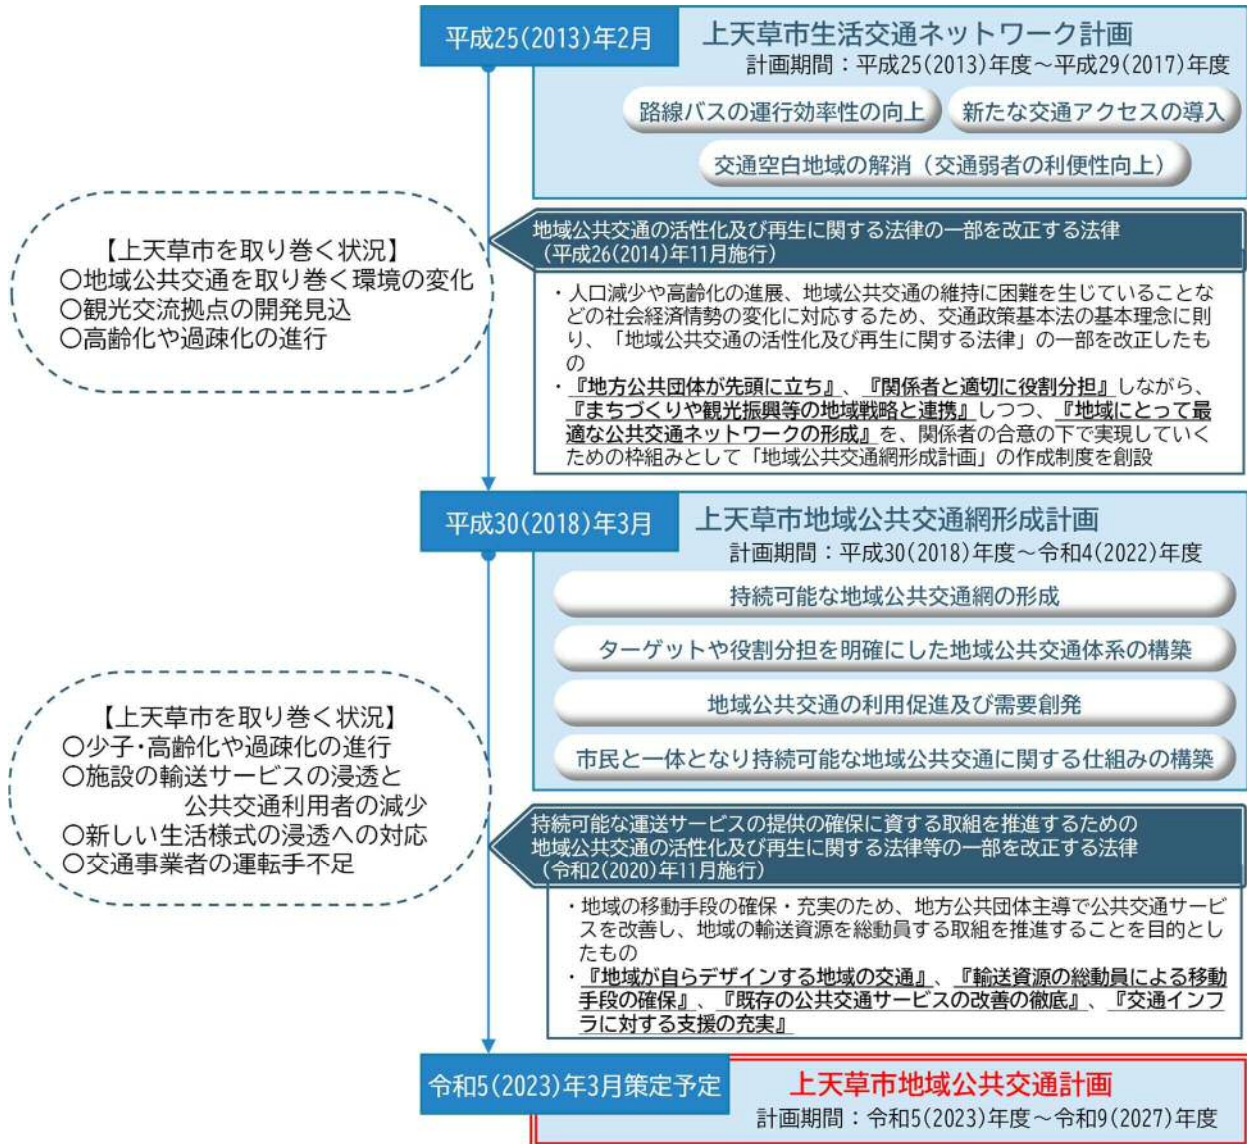 平成25(2013)年2月
上天草市生活交通ネットワーク計画
計画期間：平成25(2013)年度～平成29(2017)年度
路線バスの運行効率性の向上
新たな交通アクセスの導入
交通空白地域の解消（交通弱者の利便性向上）
【上天草市を取り巻く状況】
○地域公共交通を取り巻く環境の変化
○観光交流拠点の開発見込
○高齢化や過疎化の進行
地域公共交通の活性化及び再生に関する法律の一部を改正する法律
（平成26(2014)年11月施行）
・人口減少や高齢化の進展、地域公共交通の維持に困難を生じていることな
どの社会経済情勢の変化に対応するため、交通政策基本法の基本理念に則
り、「地域公共交通の活性化及び再生に関する法律」の一部を改正したも
の
・『地方公共団体が先頭に立ち』、『関係者と適切に役割分担』しながら、
『まちづくりや観光振興等の地域戦略と連携』しつつ、『地域にとって最
適な公共交通ネットワークの形成』を、関係者の合意の下で実現していく
ための枠組みとして「地域公共交通網形成計画」の作成制度を創設
平成30(2018)年3月
上天草市地域公共交通網形成計画
計画期間：平成30(2018)年度～令和4(2022)年度
持続可能な地域公共交通網の形成
ターゲットや役割分担を明確にした地域公共交通体系の構築
地域公共交通の利用促進及び需要創発
市民と一体となり持続可能な地域公共交通に関する仕組みの構築
【上天草市を取り巻く状況】
○少子・高齢化や過疎化の進行
○施設の輸送サービスの浸透と
公共交通利用者の減少
○新しい生活様式の浸透への対応
○交通事業者の運転手不足
持続可能な運送サービスの提供の確保に資する取組を推進するための
地域公共交通の活性化及び再生に関する法律等の一部を改正する法律
（令和2(2020)年11月施行）
・地域の移動手段の確保・充実のため、地方公共団体主導で公共交通サービ
スを改善し、地域の輸送資源を総動員する取組を推進することを目的とし
たもの
・『地域が自らデザインする地域の交通』、『輸送資源の総動員による移動
手段の確保』、『既存の公共交通サービスの改善の徹底』、『交通インフ
ラに対する支援の充実』
令和5(2023)年3月策定予定
上天草市地域公共交通計画
計画期間：令和5(2023)年度～令和9(2027)年度